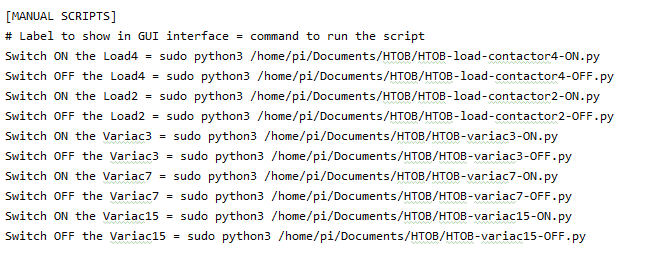 [MANUAL SCRIPTS]
# Label to show in GUI interface = command to run the script
Switch ON the Load4 = sudo python3 /home/pi/Documents/HTOB/HTOB-load-contactor4-ON.py
Switch OFF the Load4 = sudo python3 /home/pi/Documents/HTOB/HTOB-load-contactor4-OFF.py
Switch ON the Load2 = sudo python3 /home/pi/Documents/HTOB/HTOB-load-contactor2-ON.py
Switch OFF the Load2 = sudo python3 /home/pi/Documents/HTOB/HTOB-load-contactor2-OFF.py
Switch ON the Variac3 = sudo python3 /home/pi/Documents/HTOB/HTOB-variac3-ON.py
Switch OFF the Variac3 = sudo python3 /home/pi/Documents/HTOB/HTOB-variac3-OFF.py
Switch ON the Variac7 = sudo python3 /home/pi/Documents/HTOB/HTOB-variac7-ON.py
Switch OFF the Variac7 = sudo python3 /home/pi/Documents/HTOB/HTOB-variac7-OFF.py
Switch ON the Variac15 = sudo python3 /home/pi/Documents/HTOB/HTOB-variac15-ON.py
Switch OFF the Variac15 = sudo python3 /home/pi/Documents/HTOB/HTOB-variac15-OFF.py